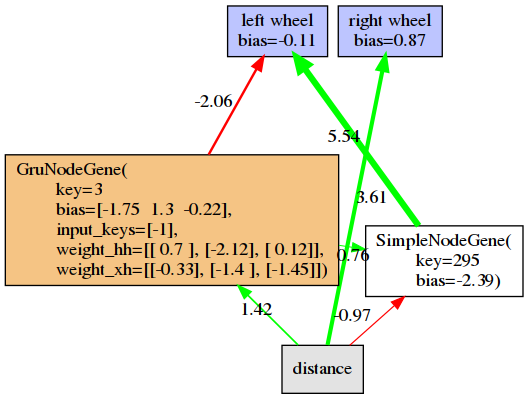 left wheel
bias=-0.11
right wheel
bias=0.87
-2.06
5.54
GruNodeGene(
key=3
bias=[-1.75 1.3 -0.22],
input_keys=[-1],
weight_hh=[[ 0.7 ], [-2.12], [ 0.12]],
weight_xh=[[-0.33], [-1.4 ], [-1.45]])
3.61
0.76
SimpleNodeGene(
key=295
bias=-2.39)
1.42
-0.97
distance